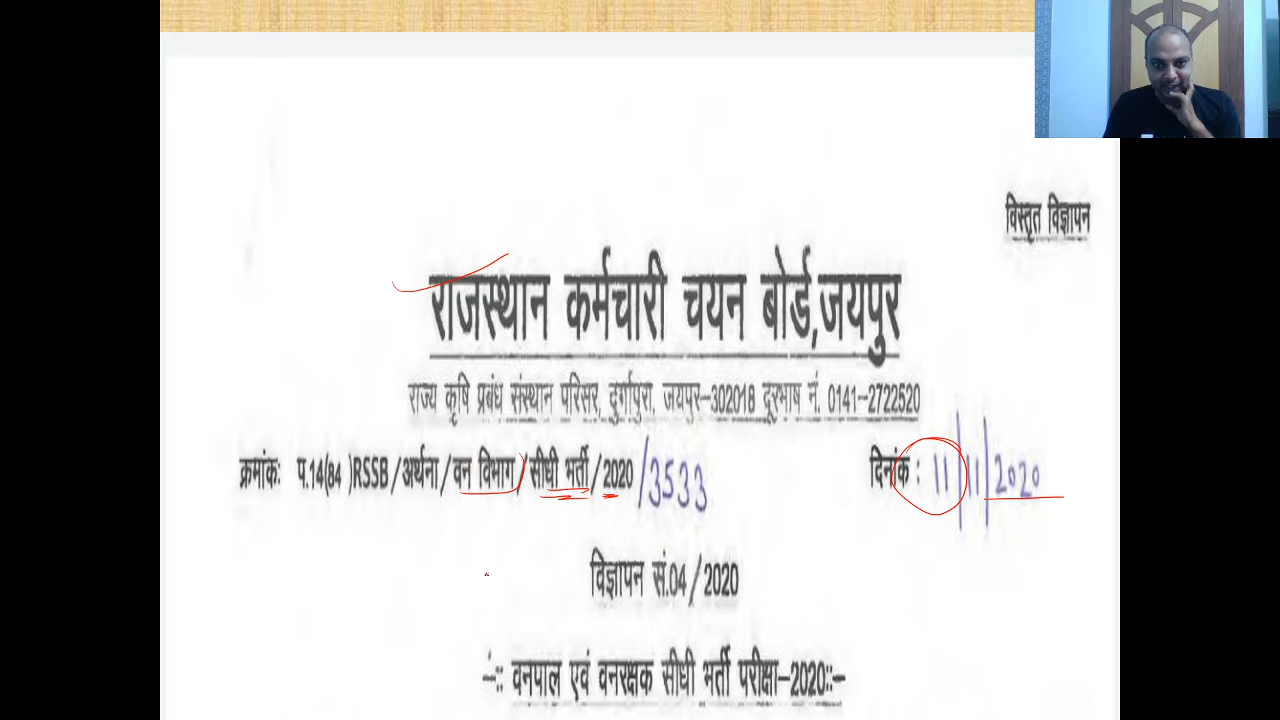 विस्तृत विज्ञापन
राजस्थान कर्मचारी चयन बोर्ड,जयपुर
राज्य कृषि प्रबंध संस्थान परिसर, दुर्गापुरा, जयपुर–302018 दूरभाष नं. 0141–2722520
क्रमांकः प.14(84 )RSSB/अर्थना/वन विभाग/सीधी भर्ती/2020/3533 दिनांक : 11/11/2020
विज्ञापन सं.04/2020
-ः: वनपाल एवं वनरक्षक सीधी भर्ती परीक्षा–2020ः:–